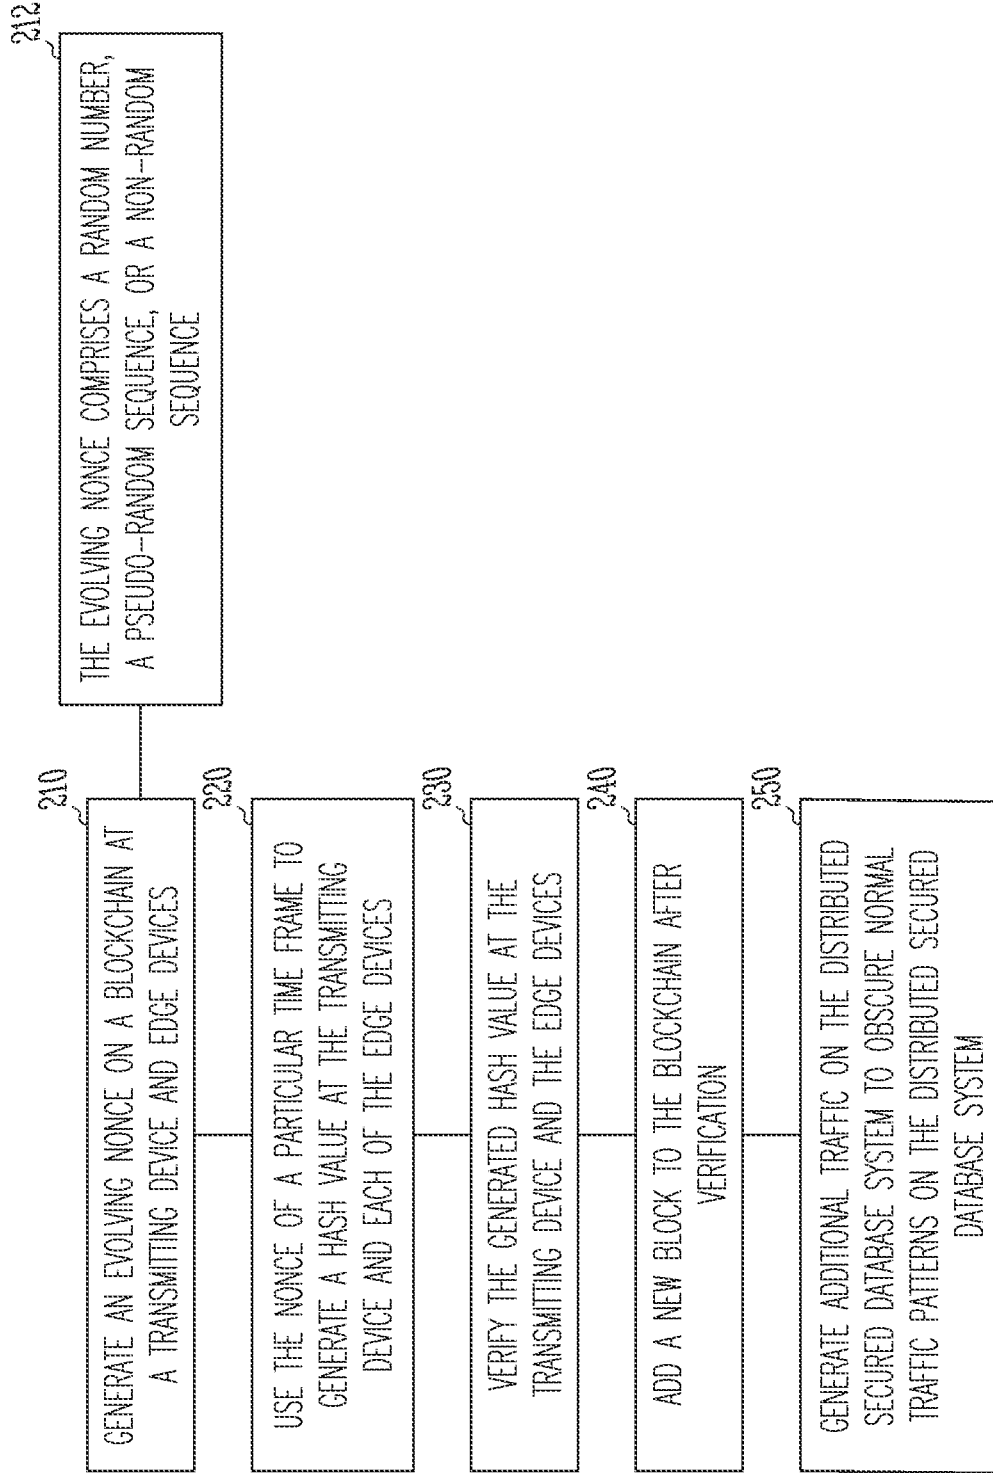 210
GENERATE AN EVOLVING NONCE ON A BLOCKCHAIN AT
A TRANSMITTING DEVICE AND EDGE DEVICES
212
THE EVOLVING NONCE COMPRISES A RANDOM NUMBER,
A PSEUDO-RANDOM SEQUENCE, OR A NON-RANDOM
SEQUENCE
220
USE THE NONCE OF A PARTICULAR TIME FRAME TO
GENERATE A HASH VALUE AT THE TRANSMITTING
DEVICE AND EACH OF THE EDGE DEVICES
230
VERIFY THE GENERATED HASH VALUE AT THE
TRANSMITTING DEVICE AND THE EDGE DEVICES
240
ADD A NEW BLOCK TO THE BLOCKCHAIN AFTER
VERIFICATION
250
GENERATE ADDITIONAL TRAFFIC ON THE DISTRIBUTED
SECURED DATABASE SYSTEM TO OBSCURE NORMAL
TRAFFIC PATTERNS ON THE DISTRIBUTED SECURED
DATABASE SYSTEM